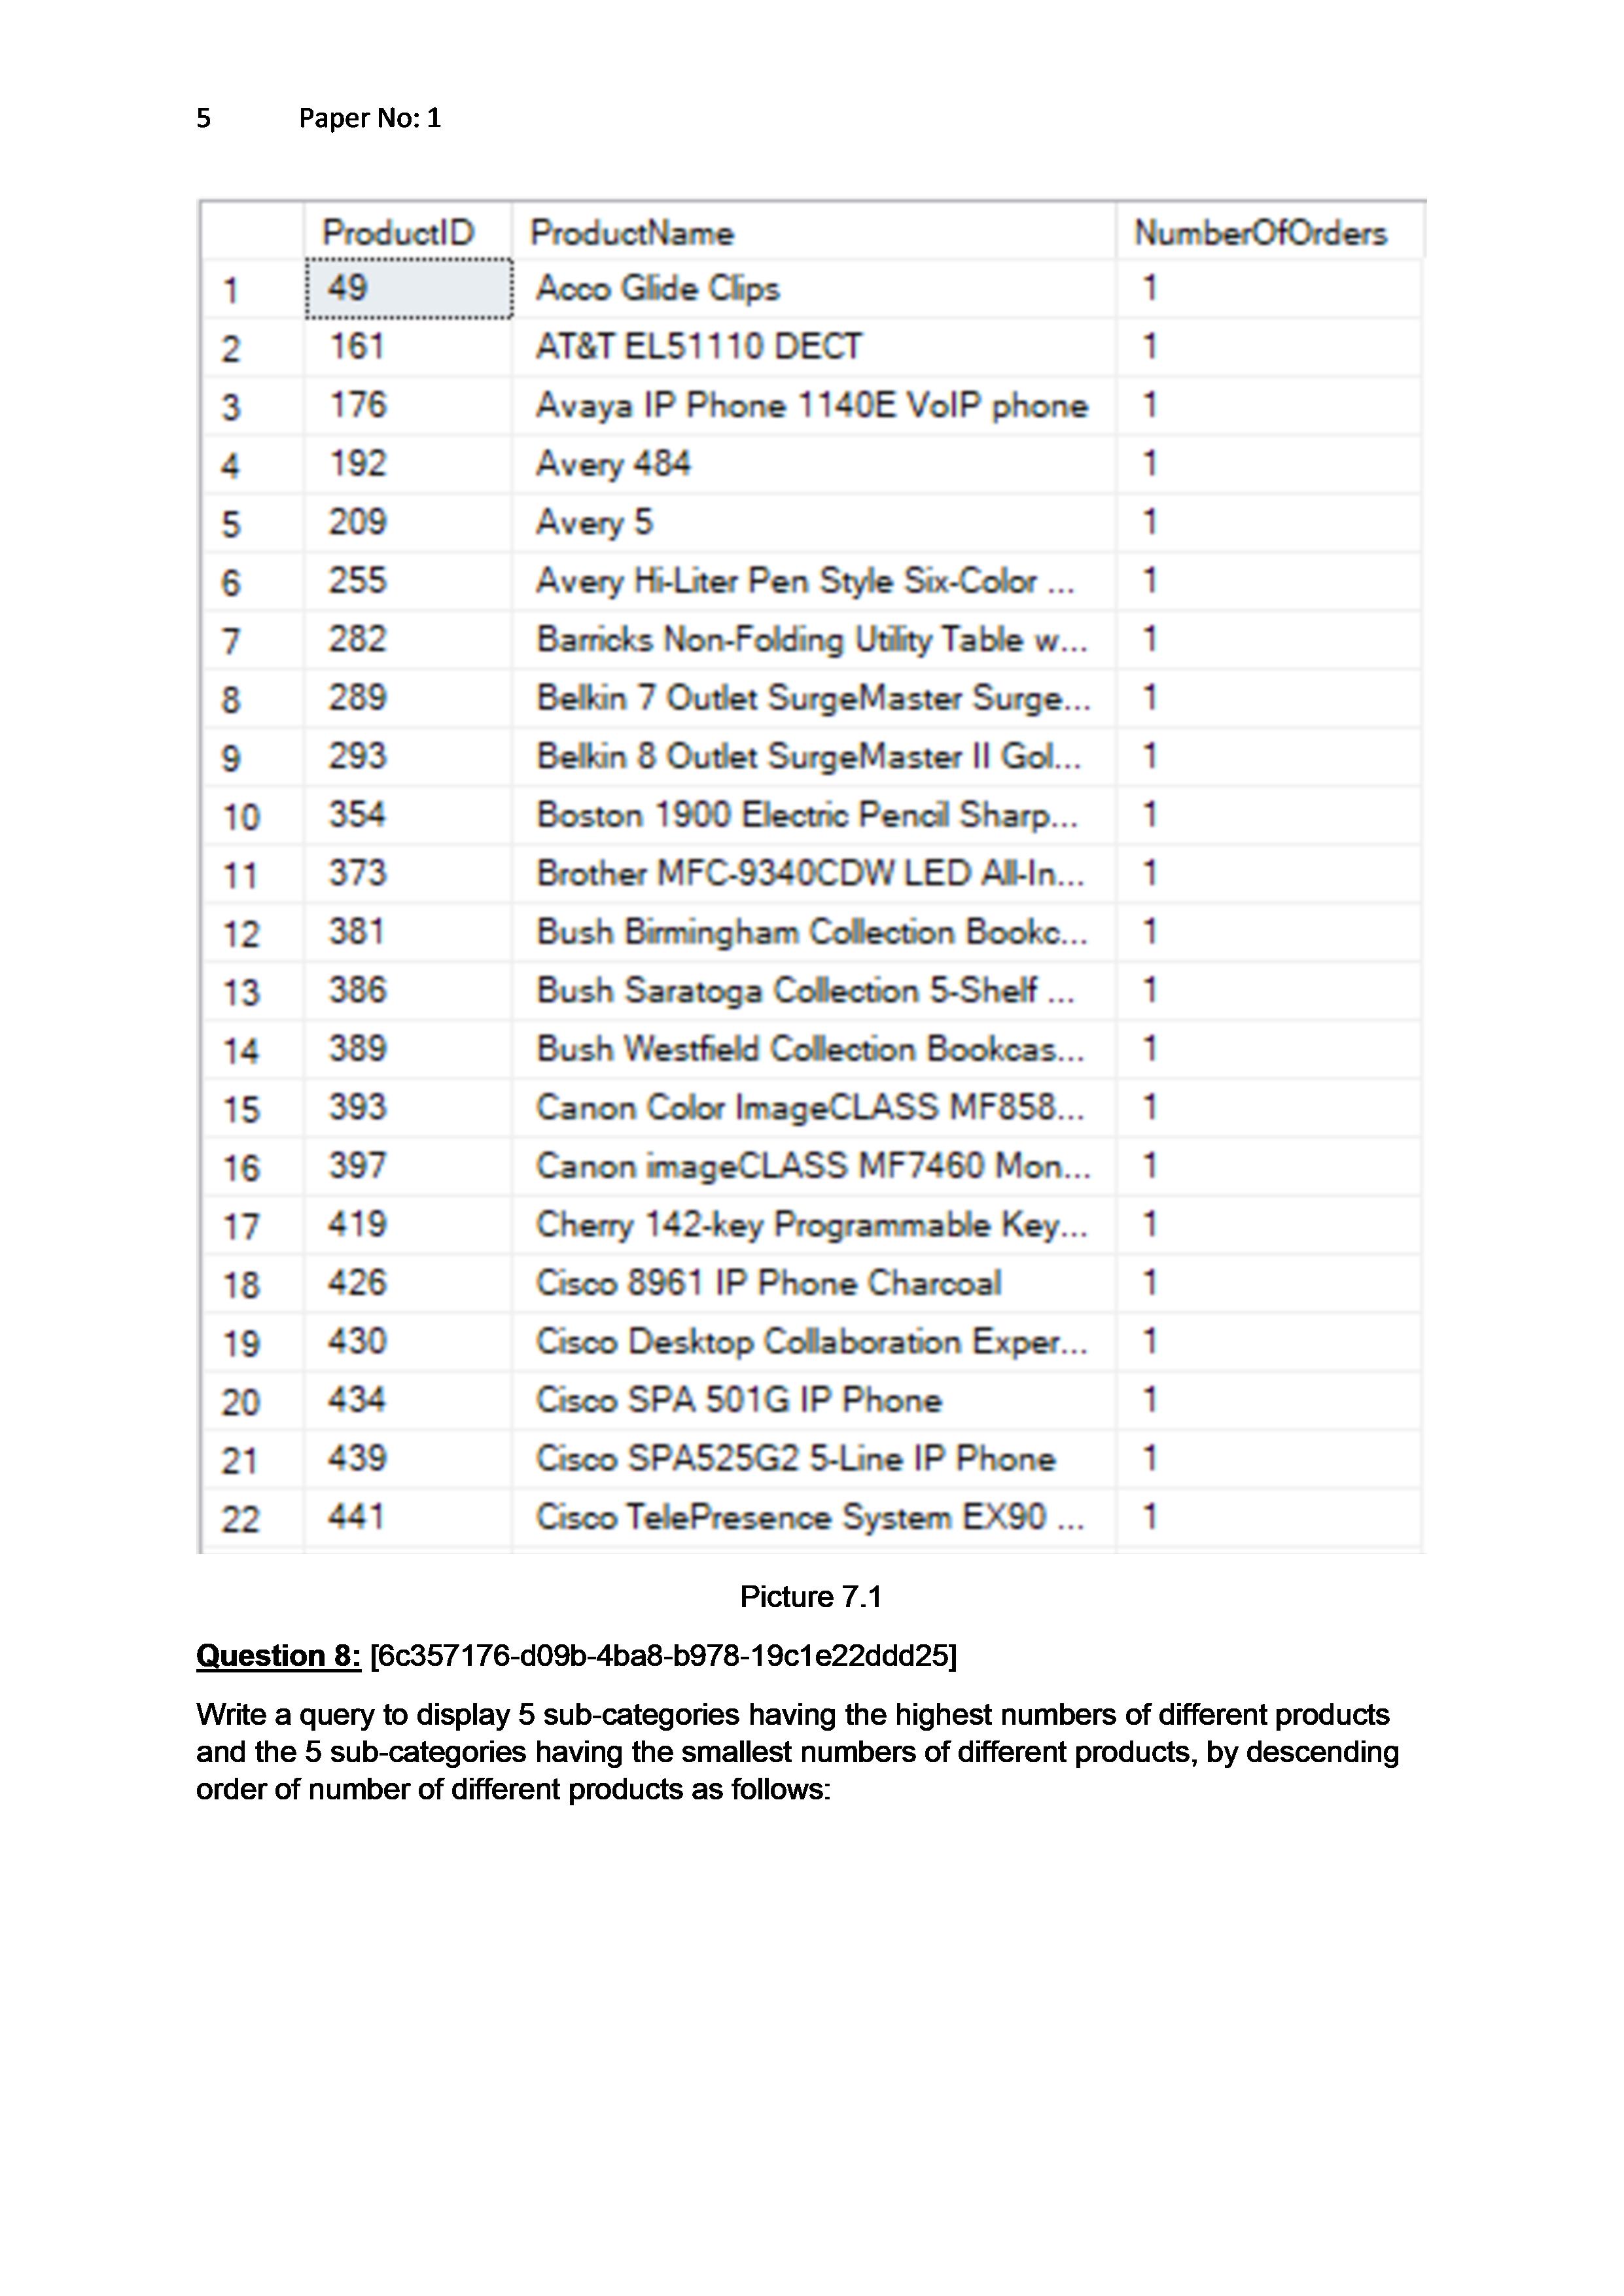 5 Paper No: 1
ProductID ProductName NumberOfOrders
1 49 Acco Glide Clips 1
2 161 AT&T EL51110 DECT 1
3 176 Avaya IP Phone 1140E VoIP phone 1
4 192 Avery 484 1
5 209 Avery 5 1
6 255 Avery Hi-Liter Pen Style Six-Color ... 1
7 282 Barricks Non-Folding Utility Table w... 1
8 289 Belkin 7 Outlet SurgeMaster Surge... 1
9 293 Belkin 8 Outlet SurgeMaster II Gol... 1
10 354 Boston 1900 Electric Pencil Sharp... 1
11 373 Brother MFC-9340CDW LED All-In... 1
12 381 Bush Birmingham Collection Bookc... 1
13 386 Bush Saratoga Collection 5-Shelf ... 1
14 389 Bush Westfield Collection Bookcas... 1
15 393 Canon Color ImageCLASS MF858... 1
16 397 Canon imageCLASS MF7460 Mon... 1
17 419 Cherry 142-key Programmable Key... 1
18 426 Cisco 8961 IP Phone Charcoal 1
19 430 Cisco Desktop Collaboration Exper... 1
20 434 Cisco SPA 501G IP Phone 1
21 439 Cisco SPA525G2 5-Line IP Phone 1
22 441 Cisco TelePresence System EX90 ... 1
Picture 7.1
Question 8: [6c357176-d09b-4ba8-b978-19c1e22ddd25]
Write a query to display 5 sub-categories having the highest numbers of different products
and the 5 sub-categories having the smallest numbers of different products, by descending
order of number of different products as follows: